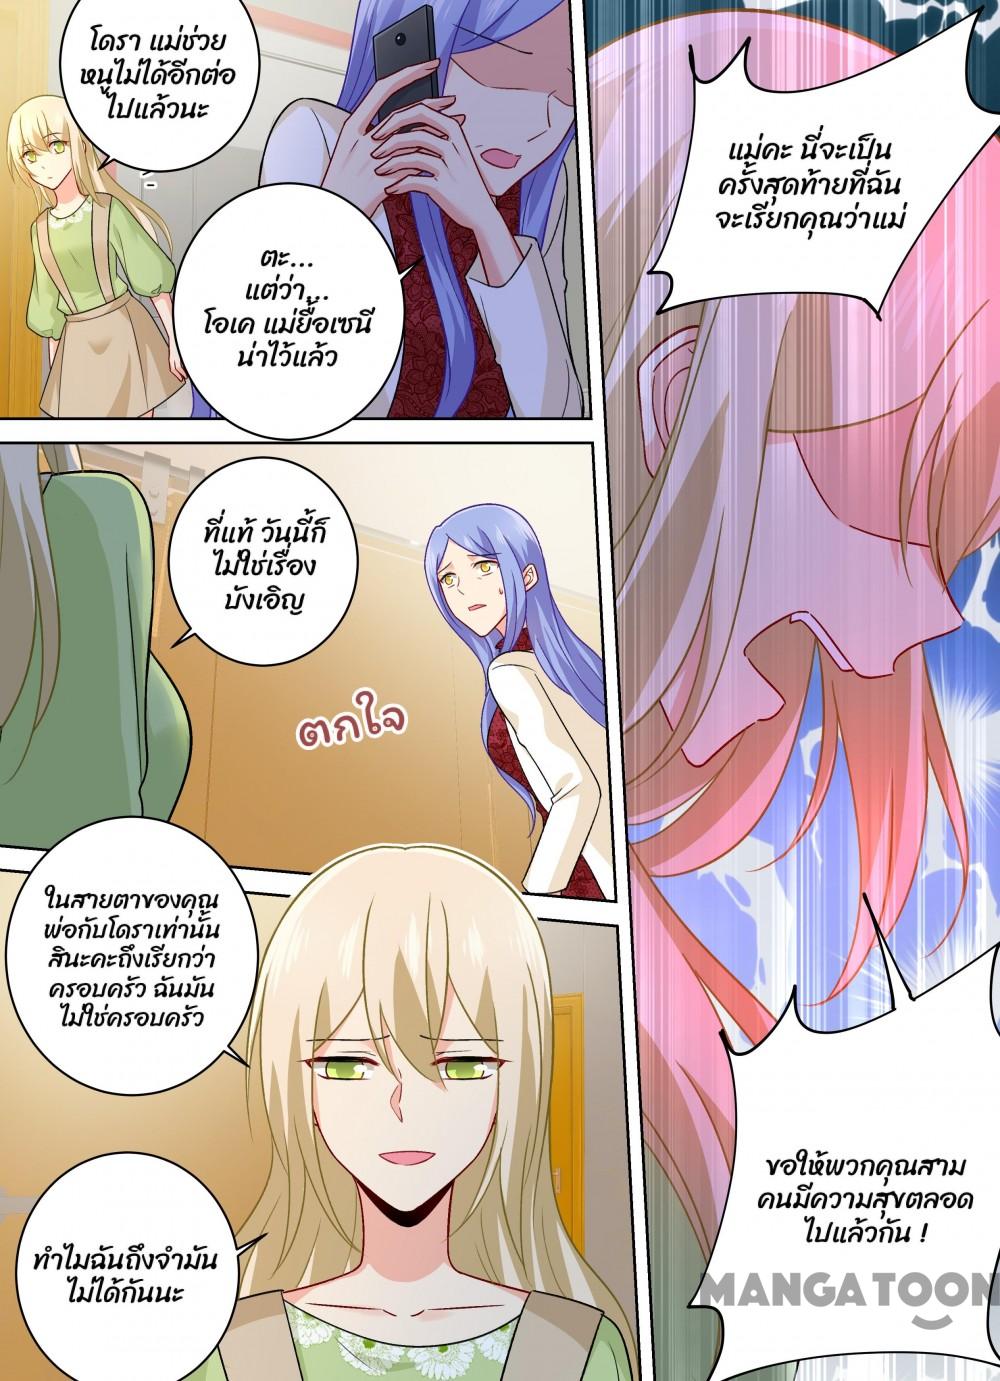 โดรา แม่ช่วย
หนูไม่ได้อีกต่อ
ไปแล้วนะ
ตะ...
แต่ว่า...
โอเค แม่ยื้อเซนี
น่าไว้แล้ว
ที่แท้ วันนี้ก็
ไม่ใช่เรื่อง
บังเอิญ
ตกใจ
ในสายตาของคุณ
พ่อกับโดราเท่านั้น
สินะคะถึงเรียกว่า
ครอบครัว ฉันมัน
ไม่ใช่ครอบครัว
ทำไมฉันถึงจำมัน
ไม่ได้กันนะ
แม่คะ นี่จะเป็น
ครั้งสุดท้ายที่ฉัน
จะเรียกคุณว่าแม่
ขอให้พวกคุณสาม
คนมีความสุขตลอด
ไปแล้วกัน !
MANGATOON